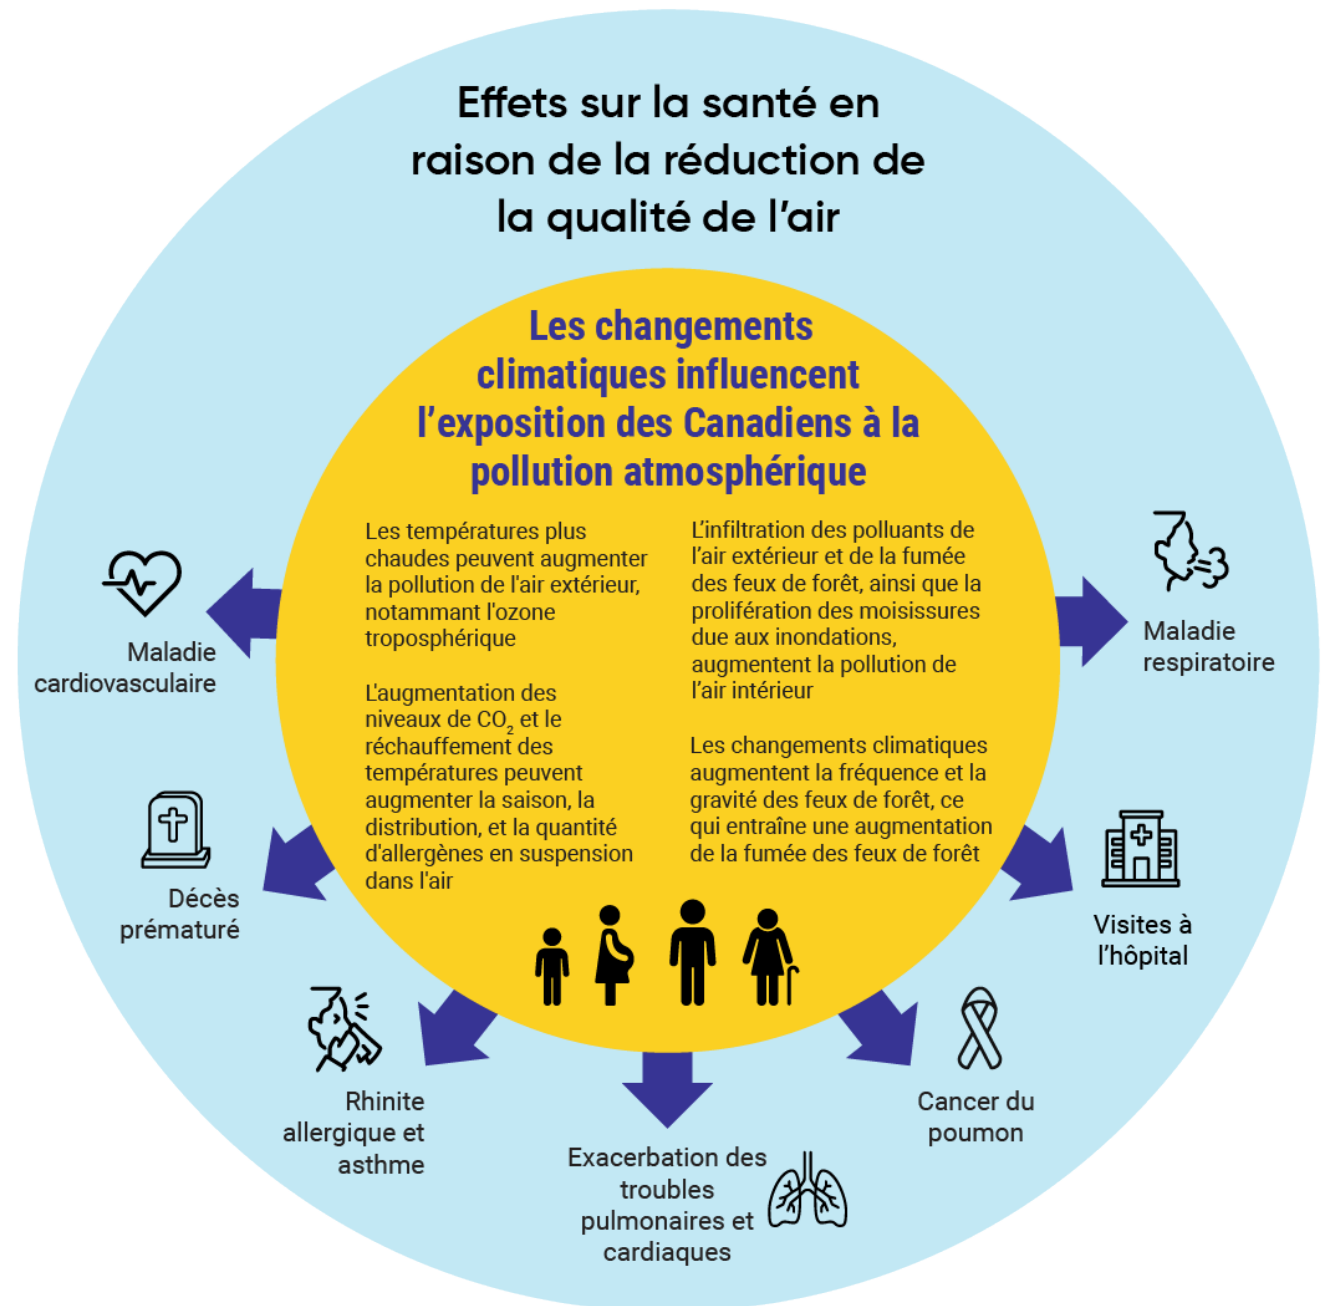 Effets sur la santé en
raison de la réduction de
la qualité de l’air
Les changements
climatiques influencent
l’exposition des Canadiens à la
pollution atmosphérique
Les températures plus
chaudes peuvent augmenter
la pollution de l'air extérieur,
notammant l'ozone
troposphérique
L'augmentation des
niveaux de CO₂ et le
réchauffement des
températures peuvent
augmenter la saison, la
distribution, et la quantité
d'allergènes en suspension
dans l'air
L’infiltration des polluants de
l’air extérieur et de la fumée
des feux de forêt, ainsi que la
prolifération des moisissures
due aux inondations,
augmentent la pollution de
l’air intérieur
Les changements climatiques
augmentent la fréquence et la
gravité des feux de forêt, ce
qui entraîne une augmentation
de la fumée des feux de forêt
Maladie
cardiovasculaire
Décès
prématuré
Rhinite
allergique et
asthme
Exacerbation des
troubles
pulmonaires et
cardiaques
Cancer du
poumon
Visites à
l’hôpital
Maladie
respiratoire